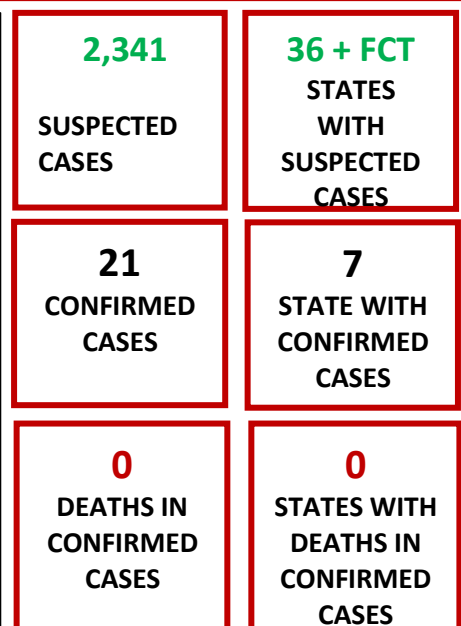 2,341
SUSPECTED
CASES
36 + FCT
STATES
WITH
SUSPECTED
CASES
21
CONFIRMED
CASES
7
STATE WITH
CONFIRMED
CASES
0
DEATHS IN
CONFIRMED
CASES
0
STATES WITH
DEATHS IN
CONFIRMED
CASES